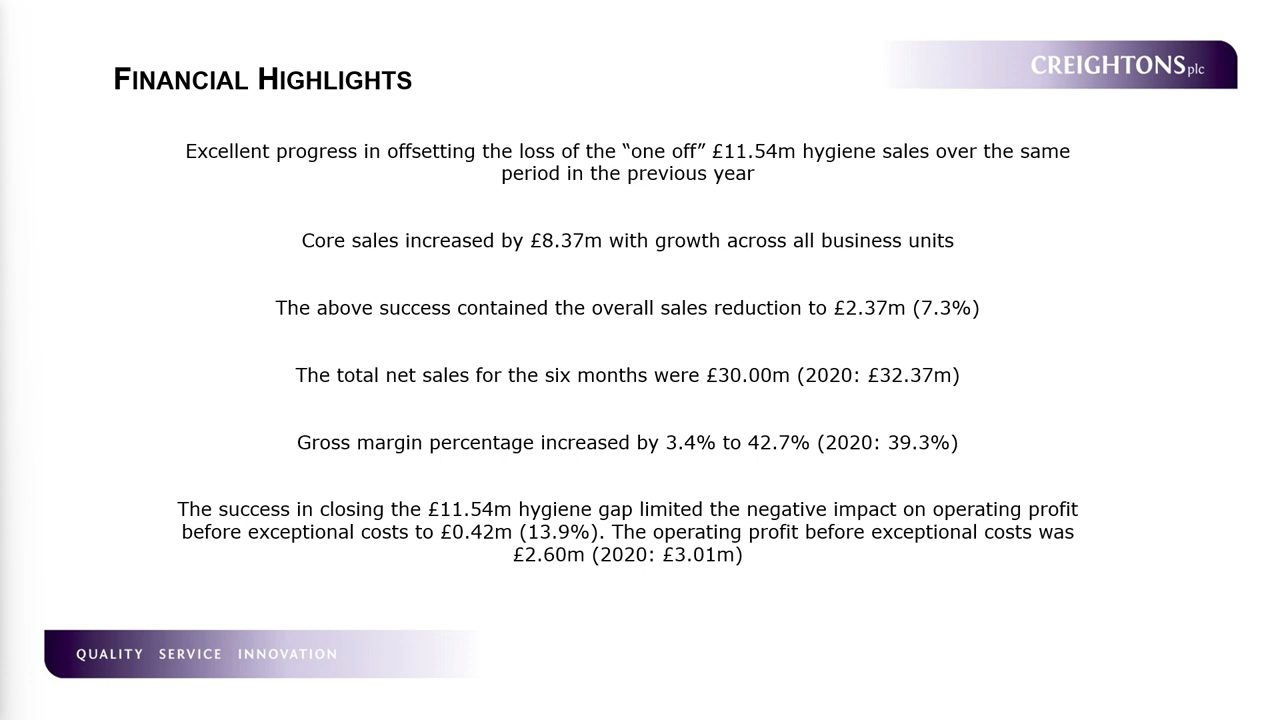 FINANCIAL HIGHLIGHTS
CREIGHTONS plc
Excellent progress in offsetting the loss of the “one off” £11.54m hygiene sales over the same
period in the previous year
Core sales increased by £8.37m with growth across all business units
The above success contained the overall sales reduction to £2.37m (7.3%)
The total net sales for the six months were £30.00m (2020: £32.37m)
Gross margin percentage increased by 3.4% to 42.7% (2020: 39.3%)
The success in closing the £11.54m hygiene gap limited the negative impact on operating profit
before exceptional costs to £0.42m (13.9%). The operating profit before exceptional costs was
£2.60m (2020: £3.01m)
QUALITY SERVICE INNOVATION